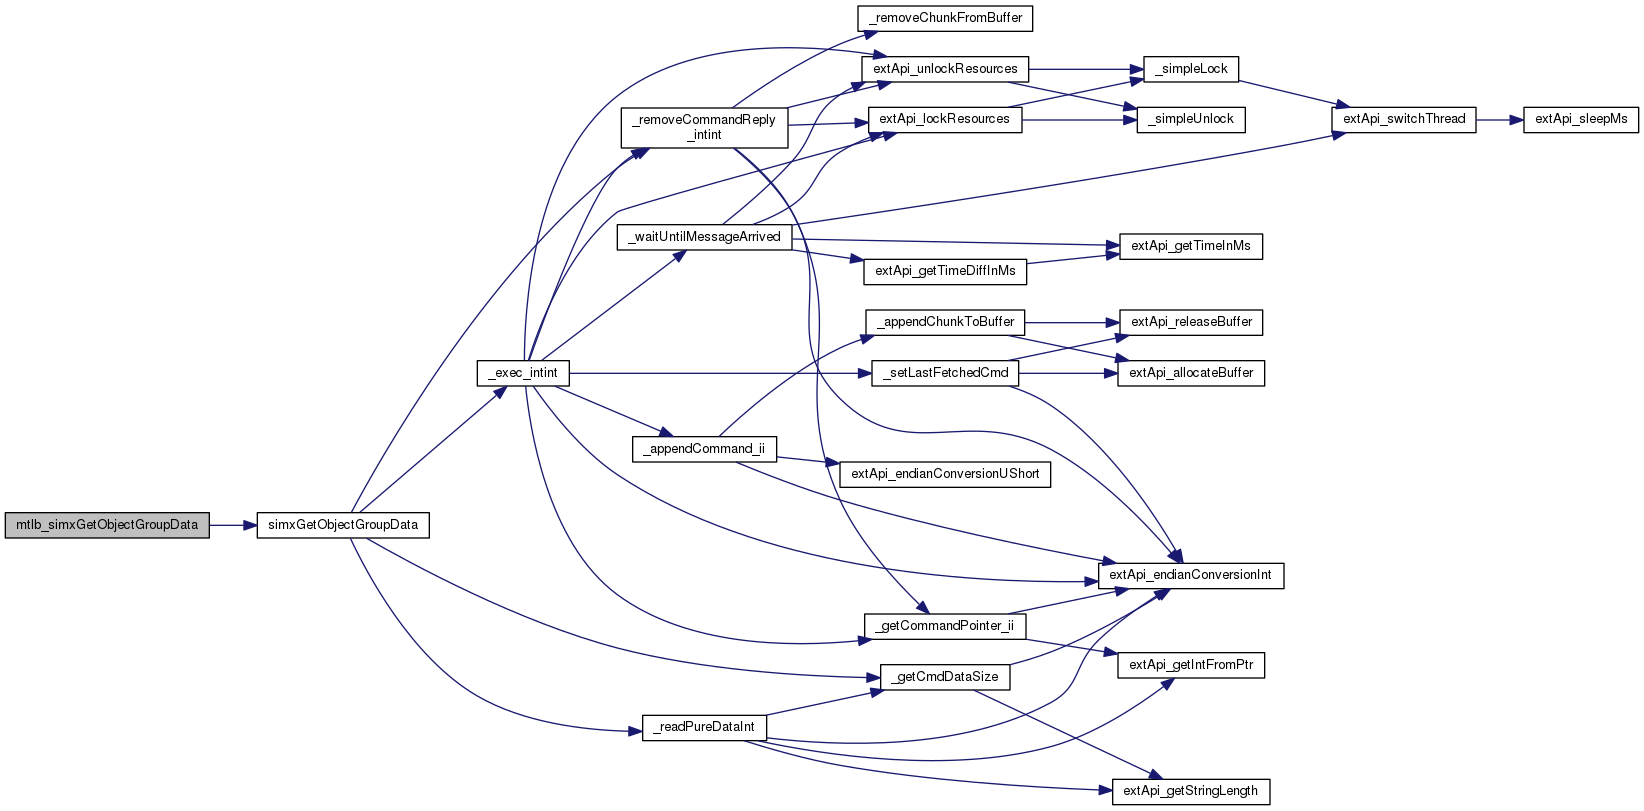 _removeChunkFromBuffer
extApi_unlockResources
_simpleLock
_removeCommandReply
_intint
extApi_lockResources
_simpleUnlock
extApi_switchThread
extApi_sleepMs
_waitUntilMessageArrived
extApi_getTimeInMs
extApi_getTimeDiffInMs
_appendChunkToBuffer
extApi_releaseBuffer
_exec_intint
_setLastFetchedCmd
extApi_allocateBuffer
_appendCommand_ii
extApi_endianConversionUShort
mtlb_simxGetObjectGroupData
simxGetObjectGroupData
extApi_endianConversionInt
_getCommandPointer_ii
extApi_getIntFromPtr
_getCmdDataSize
_readPureDataInt
extApi_getStringLength